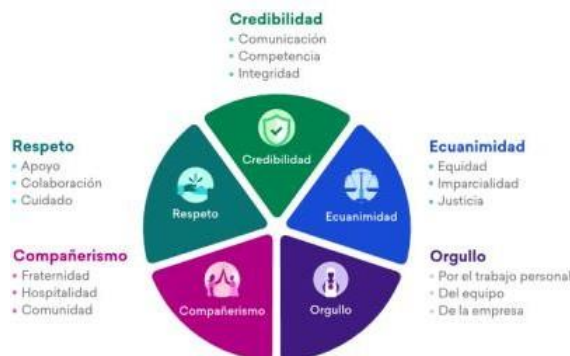 Credibilidad
• Comunicación
• Competencia
• Integridad
Respeto
• Apoyo
• Colaboración
• Cuidado
Ecuanimidad
• Equidad
• Imparcialidad
• Justicia
Credibilidad
Respeto
Ecuanimidad
Compañerismo
• Fraternidad
• Hospitalidad
• Comunidad
Compañerismo
Orgullo
Orgullo
• Por el trabajo personal
• Del equipo
• De la empresa